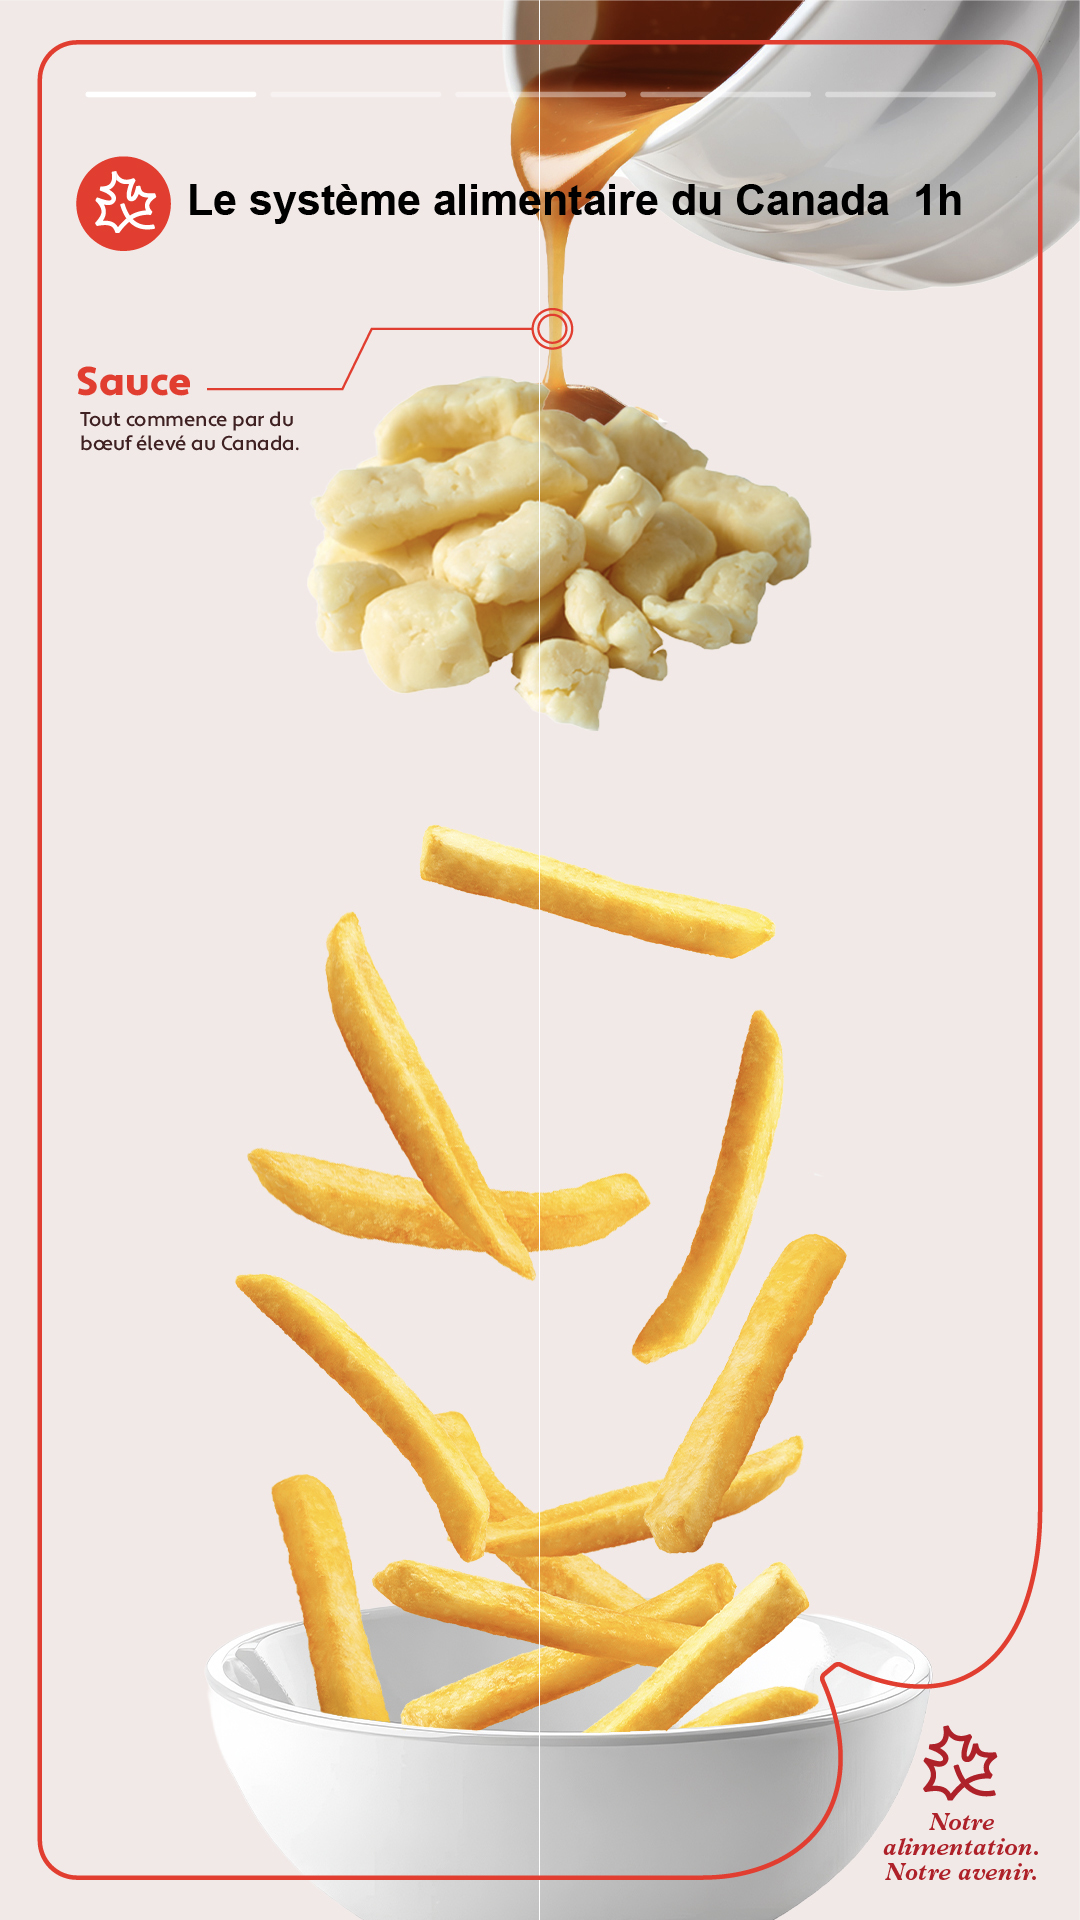 Le système alimentaire du Canada 1h
Sauce
Tout commence par du
bœuf élevé au Canada.
Notre
alimentation.
Notre avenir.